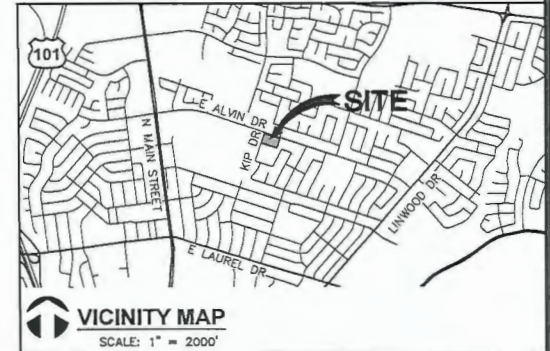 101
SITE
E ALVIN DR
KIP DR
N MAIN STREET
LINWOOD DR
E LAUREL DR
VICINITY MAP
SCALE: 1" = 2000'